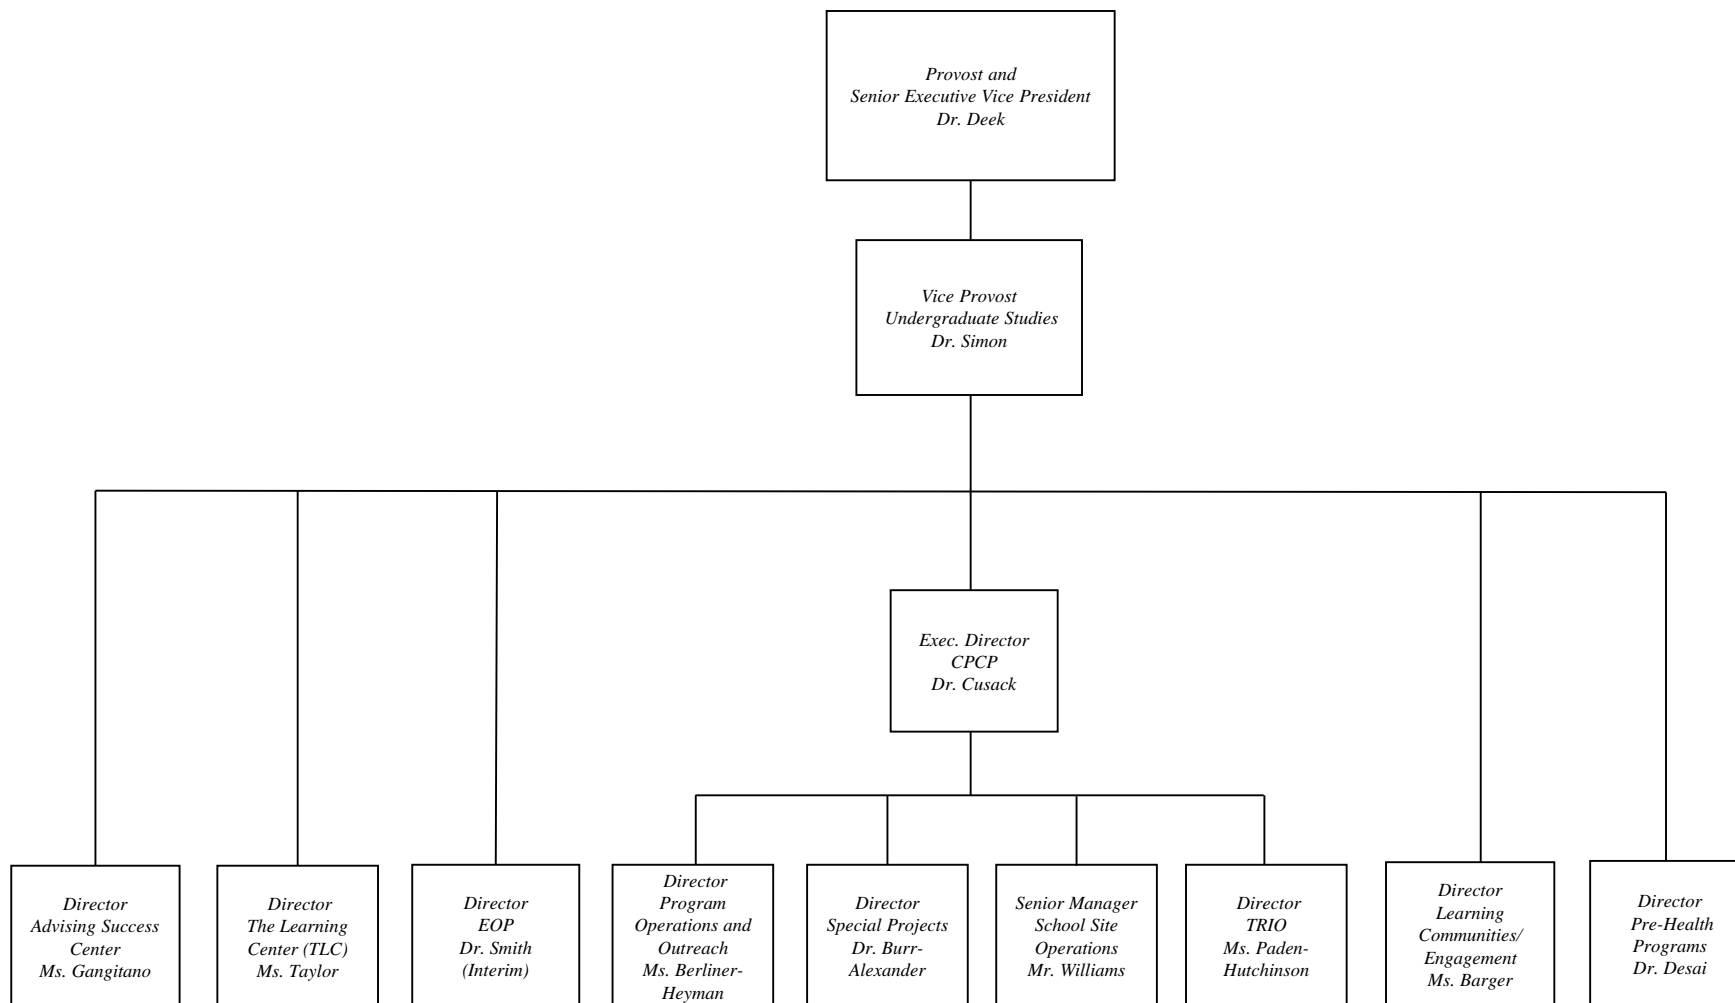 Provost and
Senior Executive Vice President
Dr. Deek
Vice Provost
Undergraduate Studies
Dr. Simon
Exec. Director
CPCP
Dr. Cusack
Director
Advising Success
Center
Ms. Gangitano
Director
The Learning
Center (TLC)
Ms. Taylor
Director
EOP
Dr. Smith
(Interim)
Director
Program
Operations and
Outreach
Ms. Berliner-
Heyman
Director
Special Projects
Dr. Burr-
Alexander
Senior Manager
School Site
Operations
Mr. Williams
Director
TRIO
Ms. Paden-
Hutchinson
Director
Learning
Communities/
Engagement
Ms. Barger
Director
Pre-Health
Programs
Dr. Desai